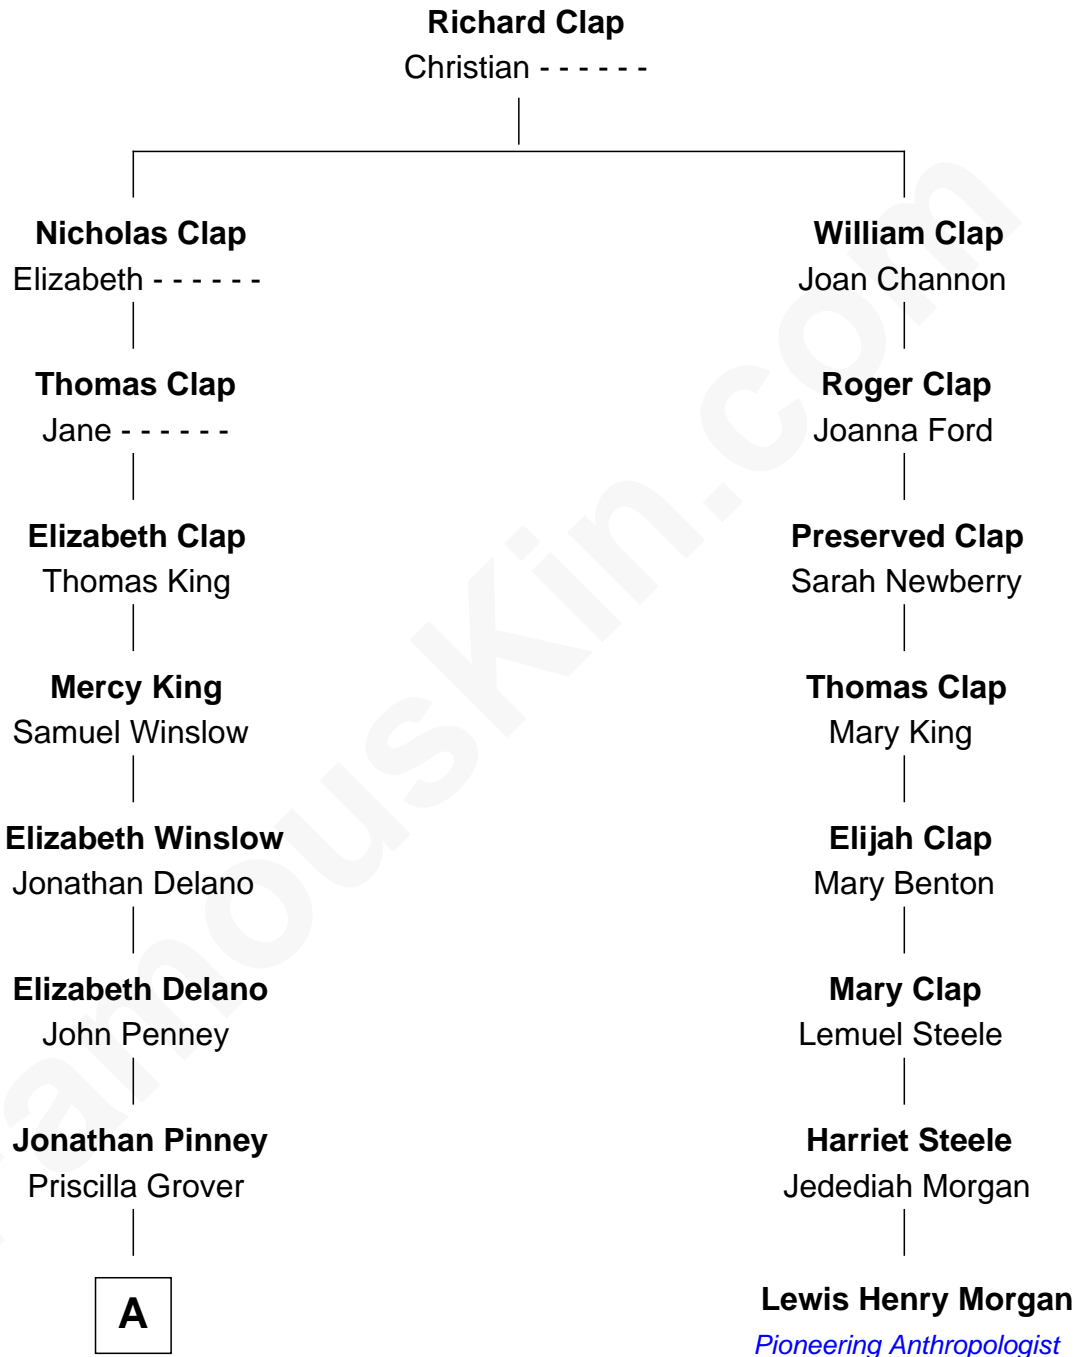 Richard Clap
Christian - - - - - -
Nicholas Clap
Elizabeth - - - - - -
William Clap
Joan Channon
Thomas Clap
Jane - - - - - -
Roger Clap
Joanna Ford
Elizabeth Clap
Thomas King
Preserved Clap
Sarah Newberry
Mercy King
Samuel Winslow
Thomas Clap
Mary King
Elizabeth Winslow
Jonathan Delano
Elijah Clap
Mary Benton
Elizabeth Delano
John Penney
Mary Clap
Lemuel Steele
Jonathan Pinney
Priscilla Grover
Harriet Steele
Jedediah Morgan
A
Lewis Henry Morgan
Pioneering Anthropologist
FamousKin.com